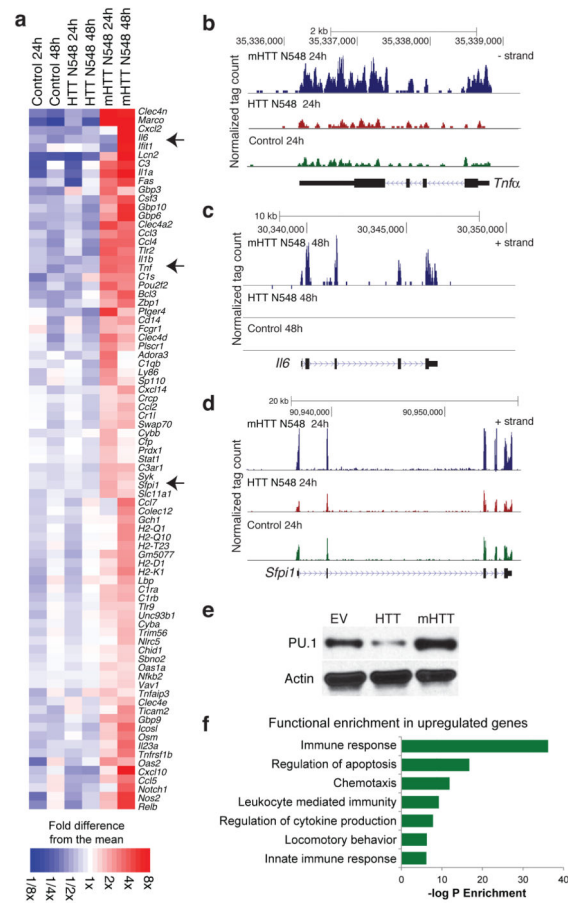 a
Control 24h
Control 48h
HTT N548 24h
HTT N548 48h
mHTT N548 24h
mHTT N548 48h
Clec4n
Marco
Cxcl2
Il6
Ifit1
Lcn2
C3
Il1a
Fas
Gbp3
Csf3
Gbp10
Gbp6
Clec4a2
Ccl3
Ccl4
Tlr2
Il1b
Tnf
C1s
Pou2f2
Bcl3
Zbp1
Ptger4
Cd14
Fcgr1
Clec4d
Plscr1
Adora3
C1qb
Ly86
Sp110
Cxcl14
Crcp
Ccl2
Cr1l
Swap70
Cybb
Cfp
Prdx1
Stat1
C3ar1
Syk
Sfpi1
Slc11a1
Ccl7
Colec12
Gch1
H2-Q1
H2-Q10
H2-T23
Gm5077
H2-D1
H2-K1
Lbp
C1ra
C1rb
Tlr9
Unc93b1
Cyba
Trim56
Nlrc5
Chid1
Sbno2
Oas1a
Nfkb2
Vav1
Tnfaip3
Clec4e
Ticam2
Gbp9
Icosl
Osm
Il23a
Tnfrsf1b
Oas2
Cxcl10
Ccl5
Notch1
Nos2
Relb
Fold difference
from the mean
1/8x
1/4x
1/2x
1x
2x
4x
8x
b
2 kb
35,336,000
35,337,000
35,338,000
35,339,000
mHTT N548 24h
- strand
HTT N548 24h
Control 24h
Normalized tag count
Tnfα
c
10 kb
30,340,000
30,345,000
30,350,000
mHTT N548 48h
+ strand
HTT N548 48h
Control 48h
Normalized tag count
Il6
d
20 kb
90,940,000
90,950,000
mHTT N548 24h
+ strand
HTT N548 24h
Control 24h
Normalized tag count
Sfpi1
e
EV HTT mHTT
PU.1
Actin
f
Functional enrichment in upregulated genes
Immune response
Regulation of apoptosis
Chemotaxis
Leukocyte mediated immunity
Regulation of cytokine production
Locomotory behavior
Innate immune response
0 10 20 30 40
-log P Enrichment